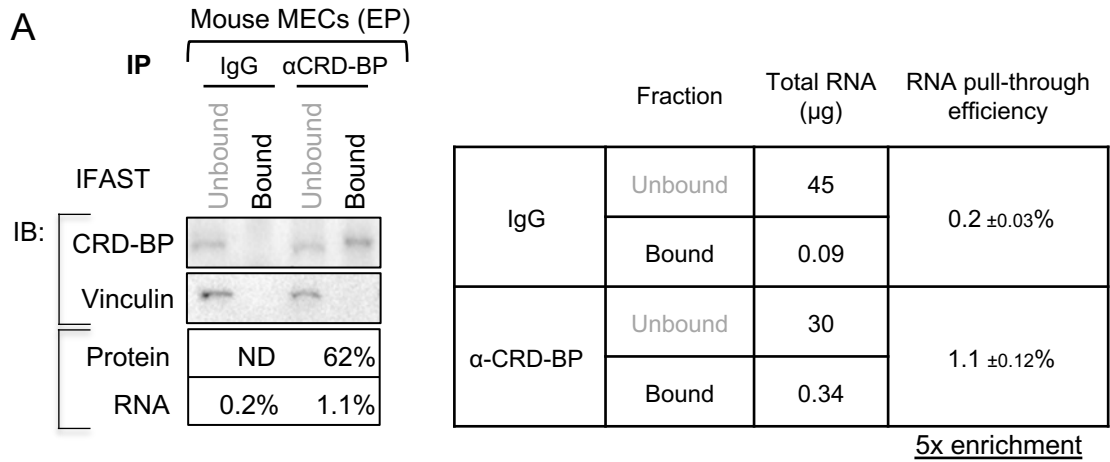 A
Mouse MECs (EP)
IP
IgG
αCRD-BP
Unbound
Bound
Unbound
Bound
IFAST
IB:
CRD-BP
Vinculin
Protein
ND
62%
RNA
0.2%
1.1%
Fraction
Total RNA
(µg)
RNA pull-through
efficiency
IgG
Unbound
45
Bound
0.09
0.2 ±0.03%
α-CRD-BP
Unbound
30
Bound
0.34
1.1 ±0.12%
5x enrichment